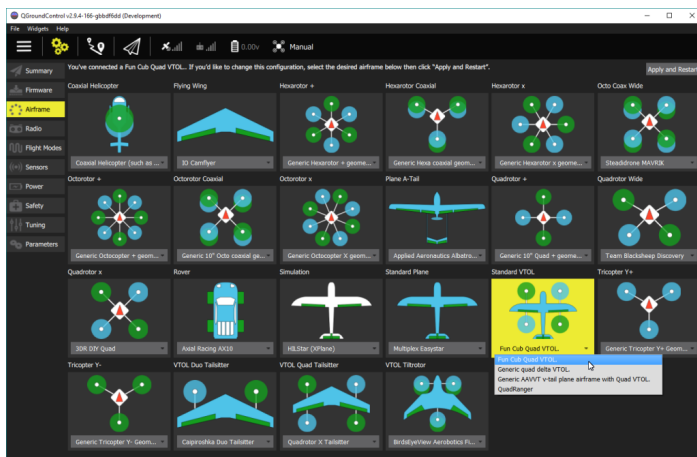 QGroundControl v2.9.4-166-gbbdf6dd (Development)
File Widgets Help
0.00v Manual
You've connected a Fun Cub Quad VTOL.. If you'd like to change this configuration, select the desired airframe below then click "Apply and Restart".
Apply and Restart
Summary
Firmware
Airframe
Radio
Flight Modes
Sensors
Power
Safety
Tuning
Parameters
Coaxial Helicopter Flying Wing Hexarotor + Hexarotor Coaxial Hexarotor x Octo Coax Wide
Coaxial Helicopter (such as ... IO Camflyer Generic Hexarotor + geome... Generic Hexa coaxial geom... Generic Hexarotor x geome... Steadidrone MAVRIK
Octorotor + Octorotor Coaxial Octorotor x Plane A-Tail Quadrotor + Quadrotor Wide
Generic Octocopter + geom... Generic 10" Octo coaxial ge... Generic Octocopter X geom... Applied Aeronautics Albatro... Generic 10" Quad + geome... Team Blacksheep Discovery
Quadrotor x Rover Simulation Standard Plane Standard VTOL Tricopter Y+
3DR DIY Quad Axial Racing AX10 HILStar (XPlane) Multiplex Easystar Fun Cub Quad VTOL. Generic Tricopter Y+ Geom...
Fun Cub Quad VTOL.
Generic quad delta VTOL.
Generic AAVVT v-tail plane airframe with Quad VTOL.
QuadRanger
Tricopter Y- VTOL Duo Tailsitter VTOL Quad Tailsitter VTOL Tiltrotor
Generic Tricopter Y- Geom... Caipiroshka Duo Tailsitter Quadrotor X Tailsitter BirdsEyeView Aerobotics Fi...